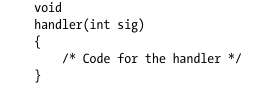 void
handler(int sig)
{
/* Code for the handler */
}